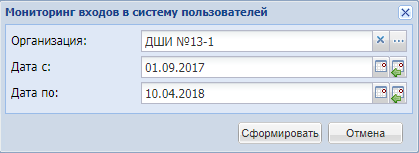 Мониторинг входов в систему пользователей
Организация: ДШИ №13-1
Дата с: 01.09.2017
Дата по: 10.04.2018
Сформировать Отмена